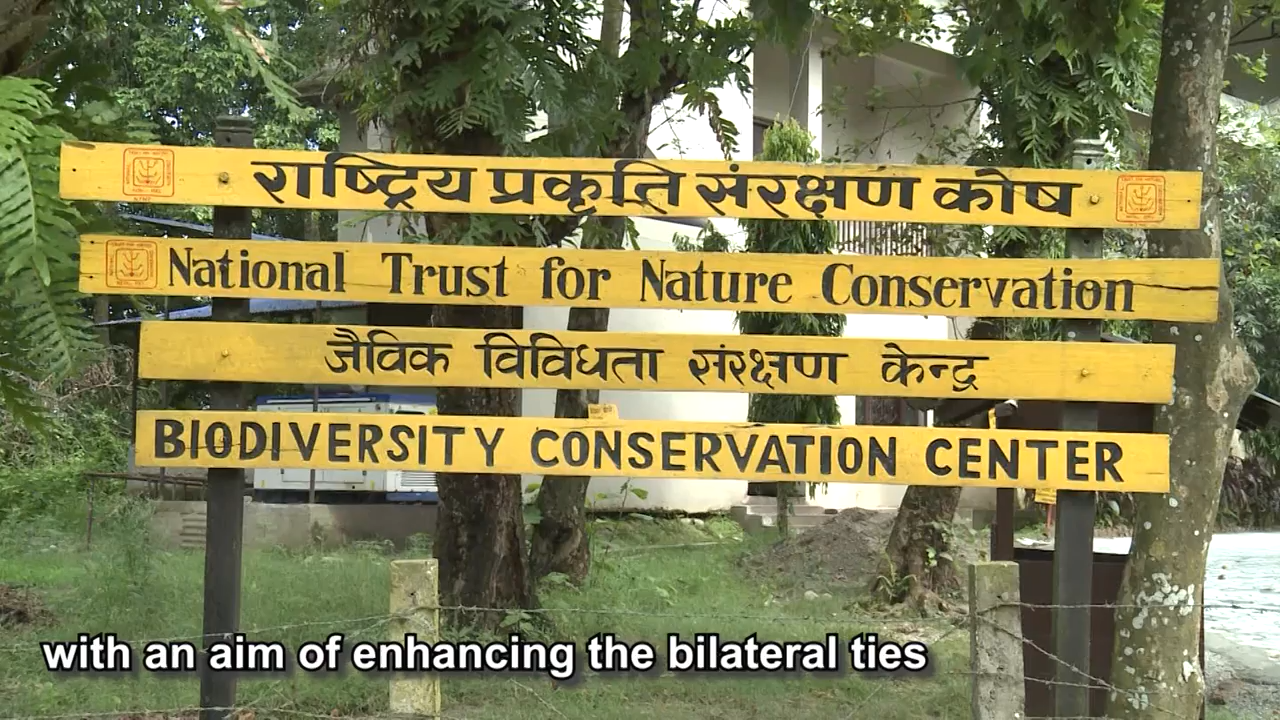 राष्ट्रिय प्रकृति संरक्षण कोष
National Trust for Nature Conservation
जैविक विविधता संरक्षण केन्द्र
BIODIVERSITY CONSERVATION CENTER
with an aim of enhancing the bilateral ties